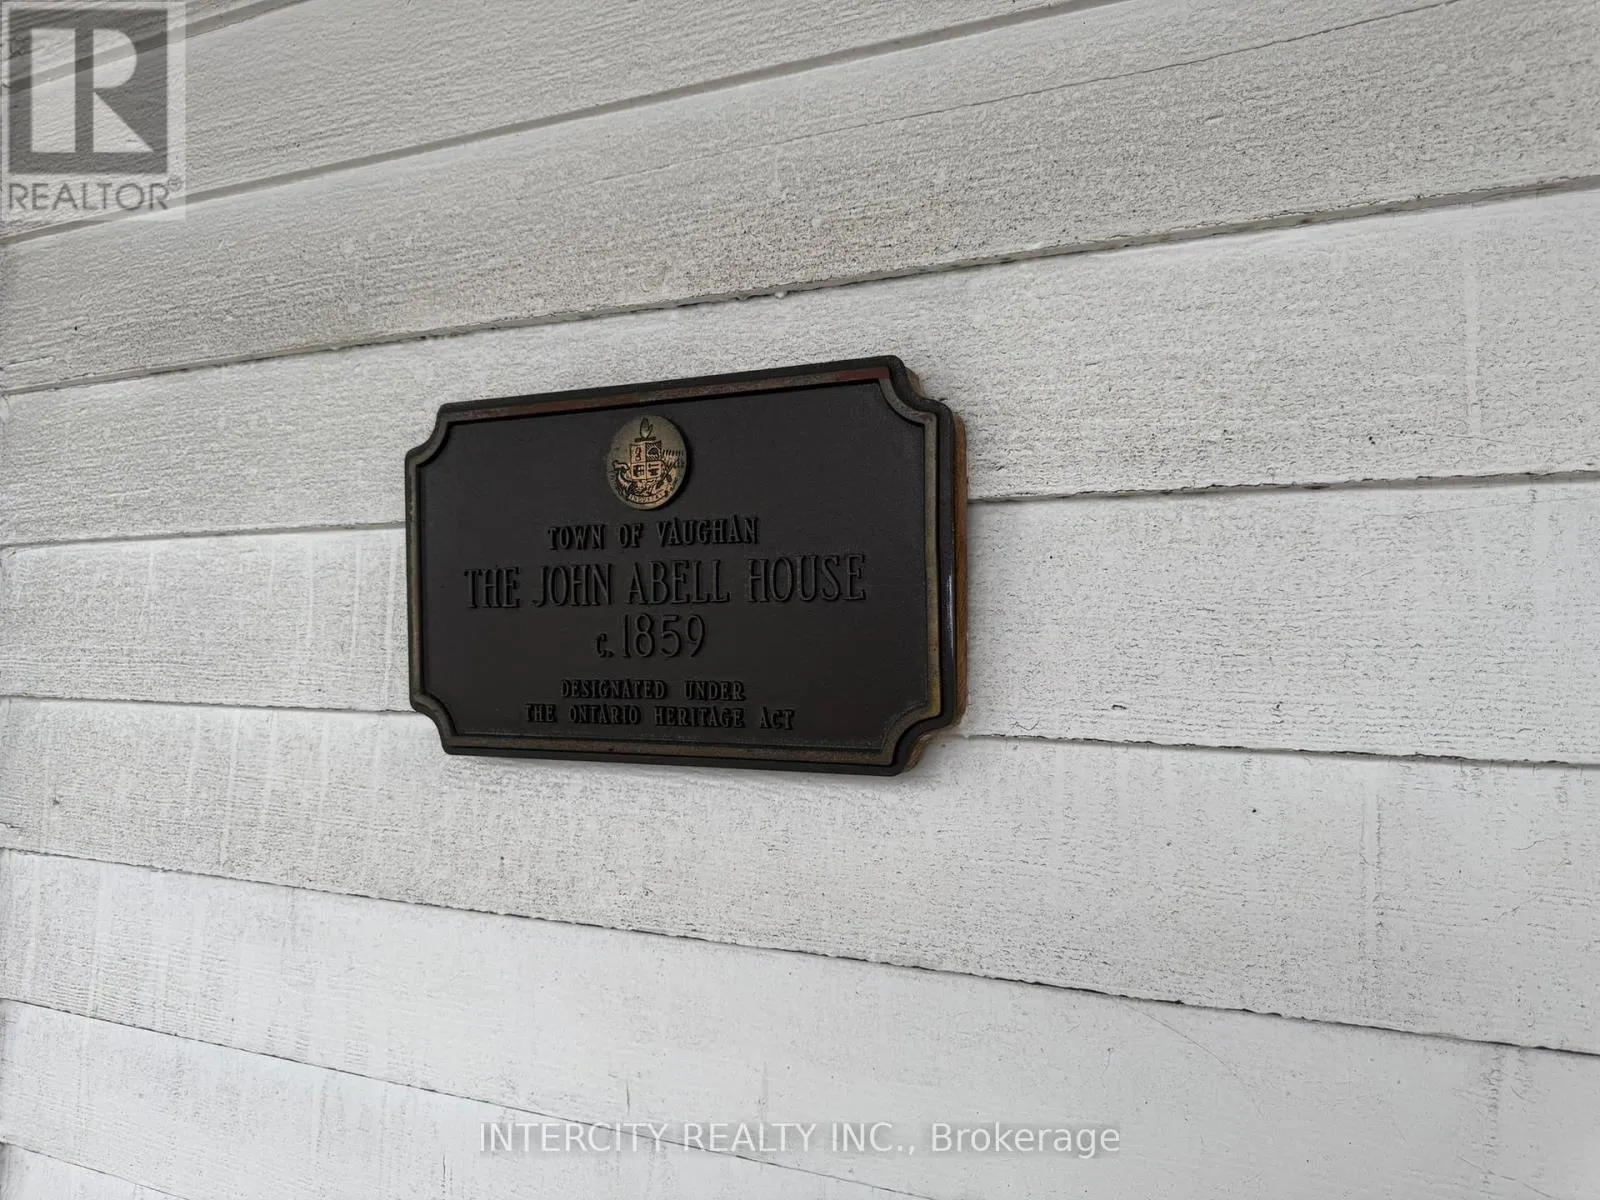 REALTOR®
TOWN OF VAUGHAN
THE JOHN ABELL HOUSE
c. 1859
DESIGNATED UNDER
THE ONTARIO HERITAGE ACT
INTERCITY REALTY INC., Brokerage